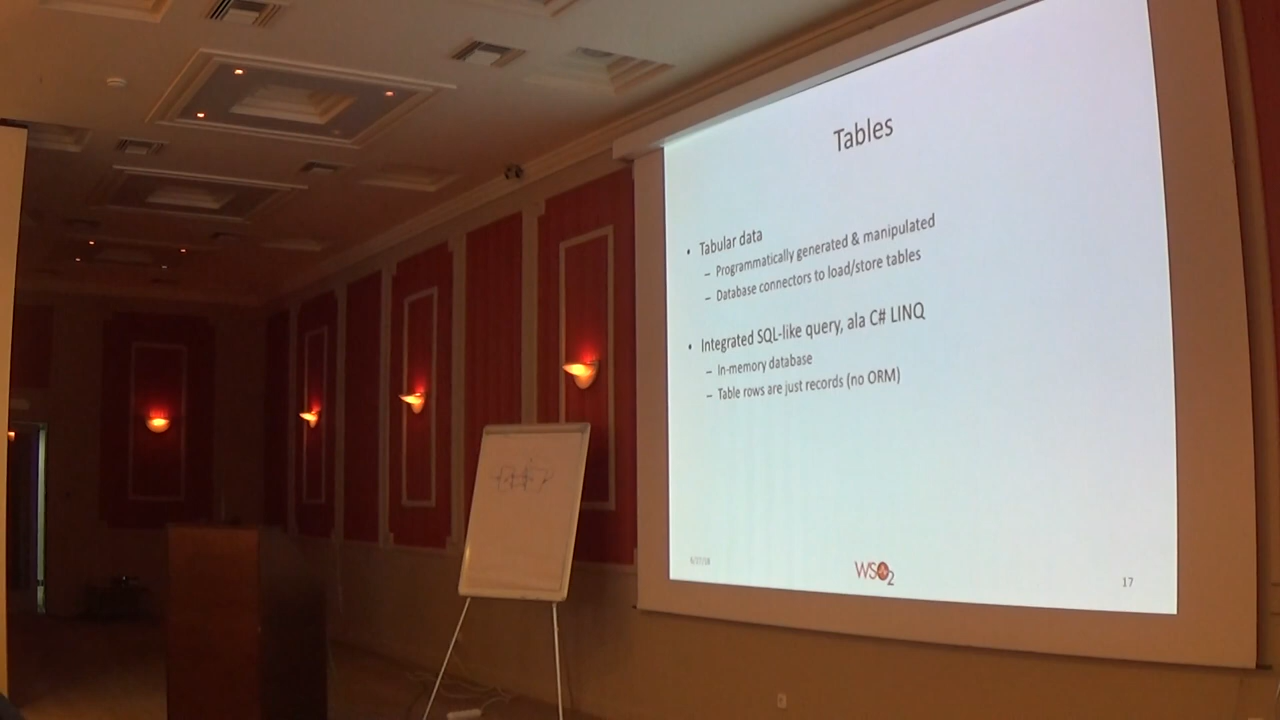 Tables
• Tabular data
– Programmatically generated & manipulated
– Database connectors to load/store tables
• Integrated SQL-like query, ala C# LINQ
– In-memory database
– Table rows are just records (no ORM)
WSO2
17